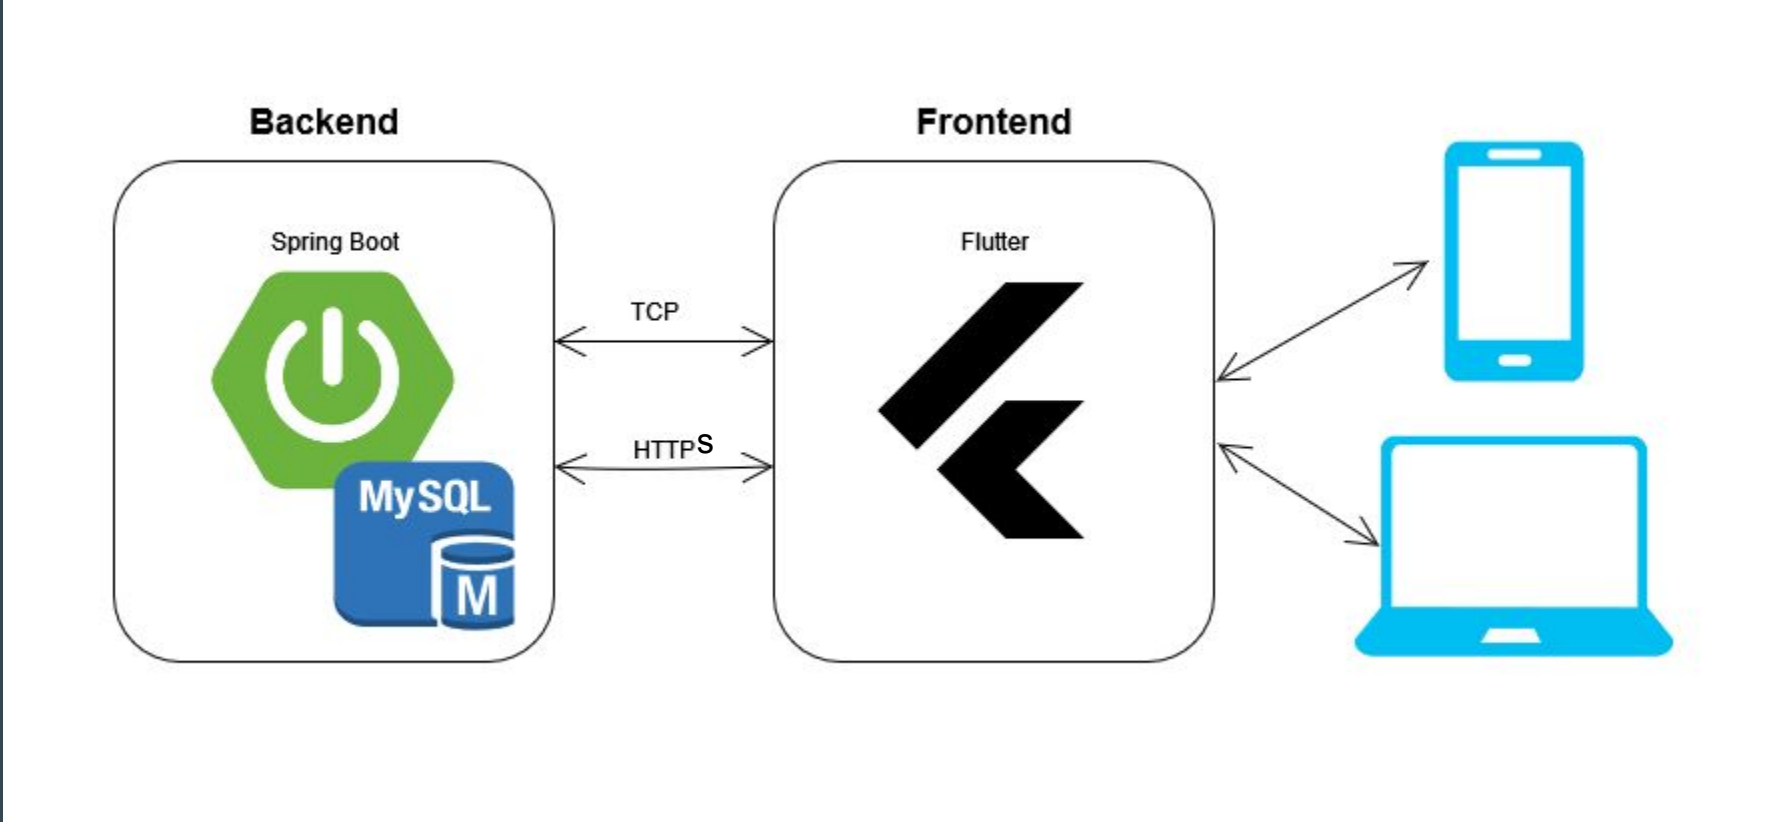 Backend
Frontend
Spring Boot
Flutter
TCP
HTTPS
MySQL
M